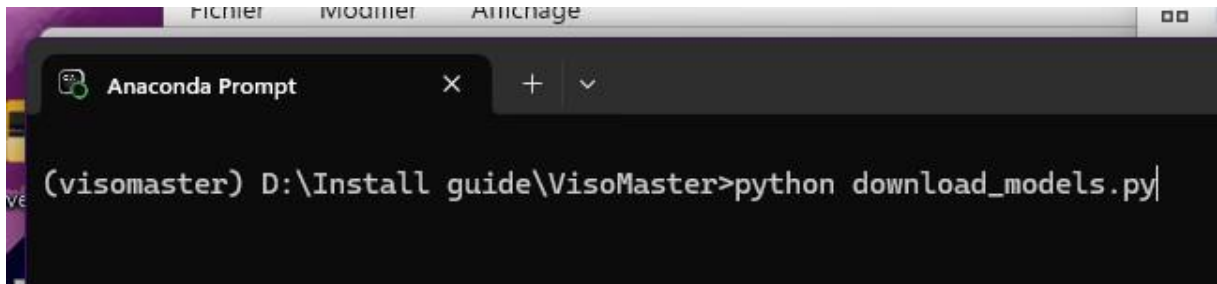 Fichier Modifier Affichage
Anaconda Prompt
(visomaster) D:\Install guide\VisoMaster>python download_models.py